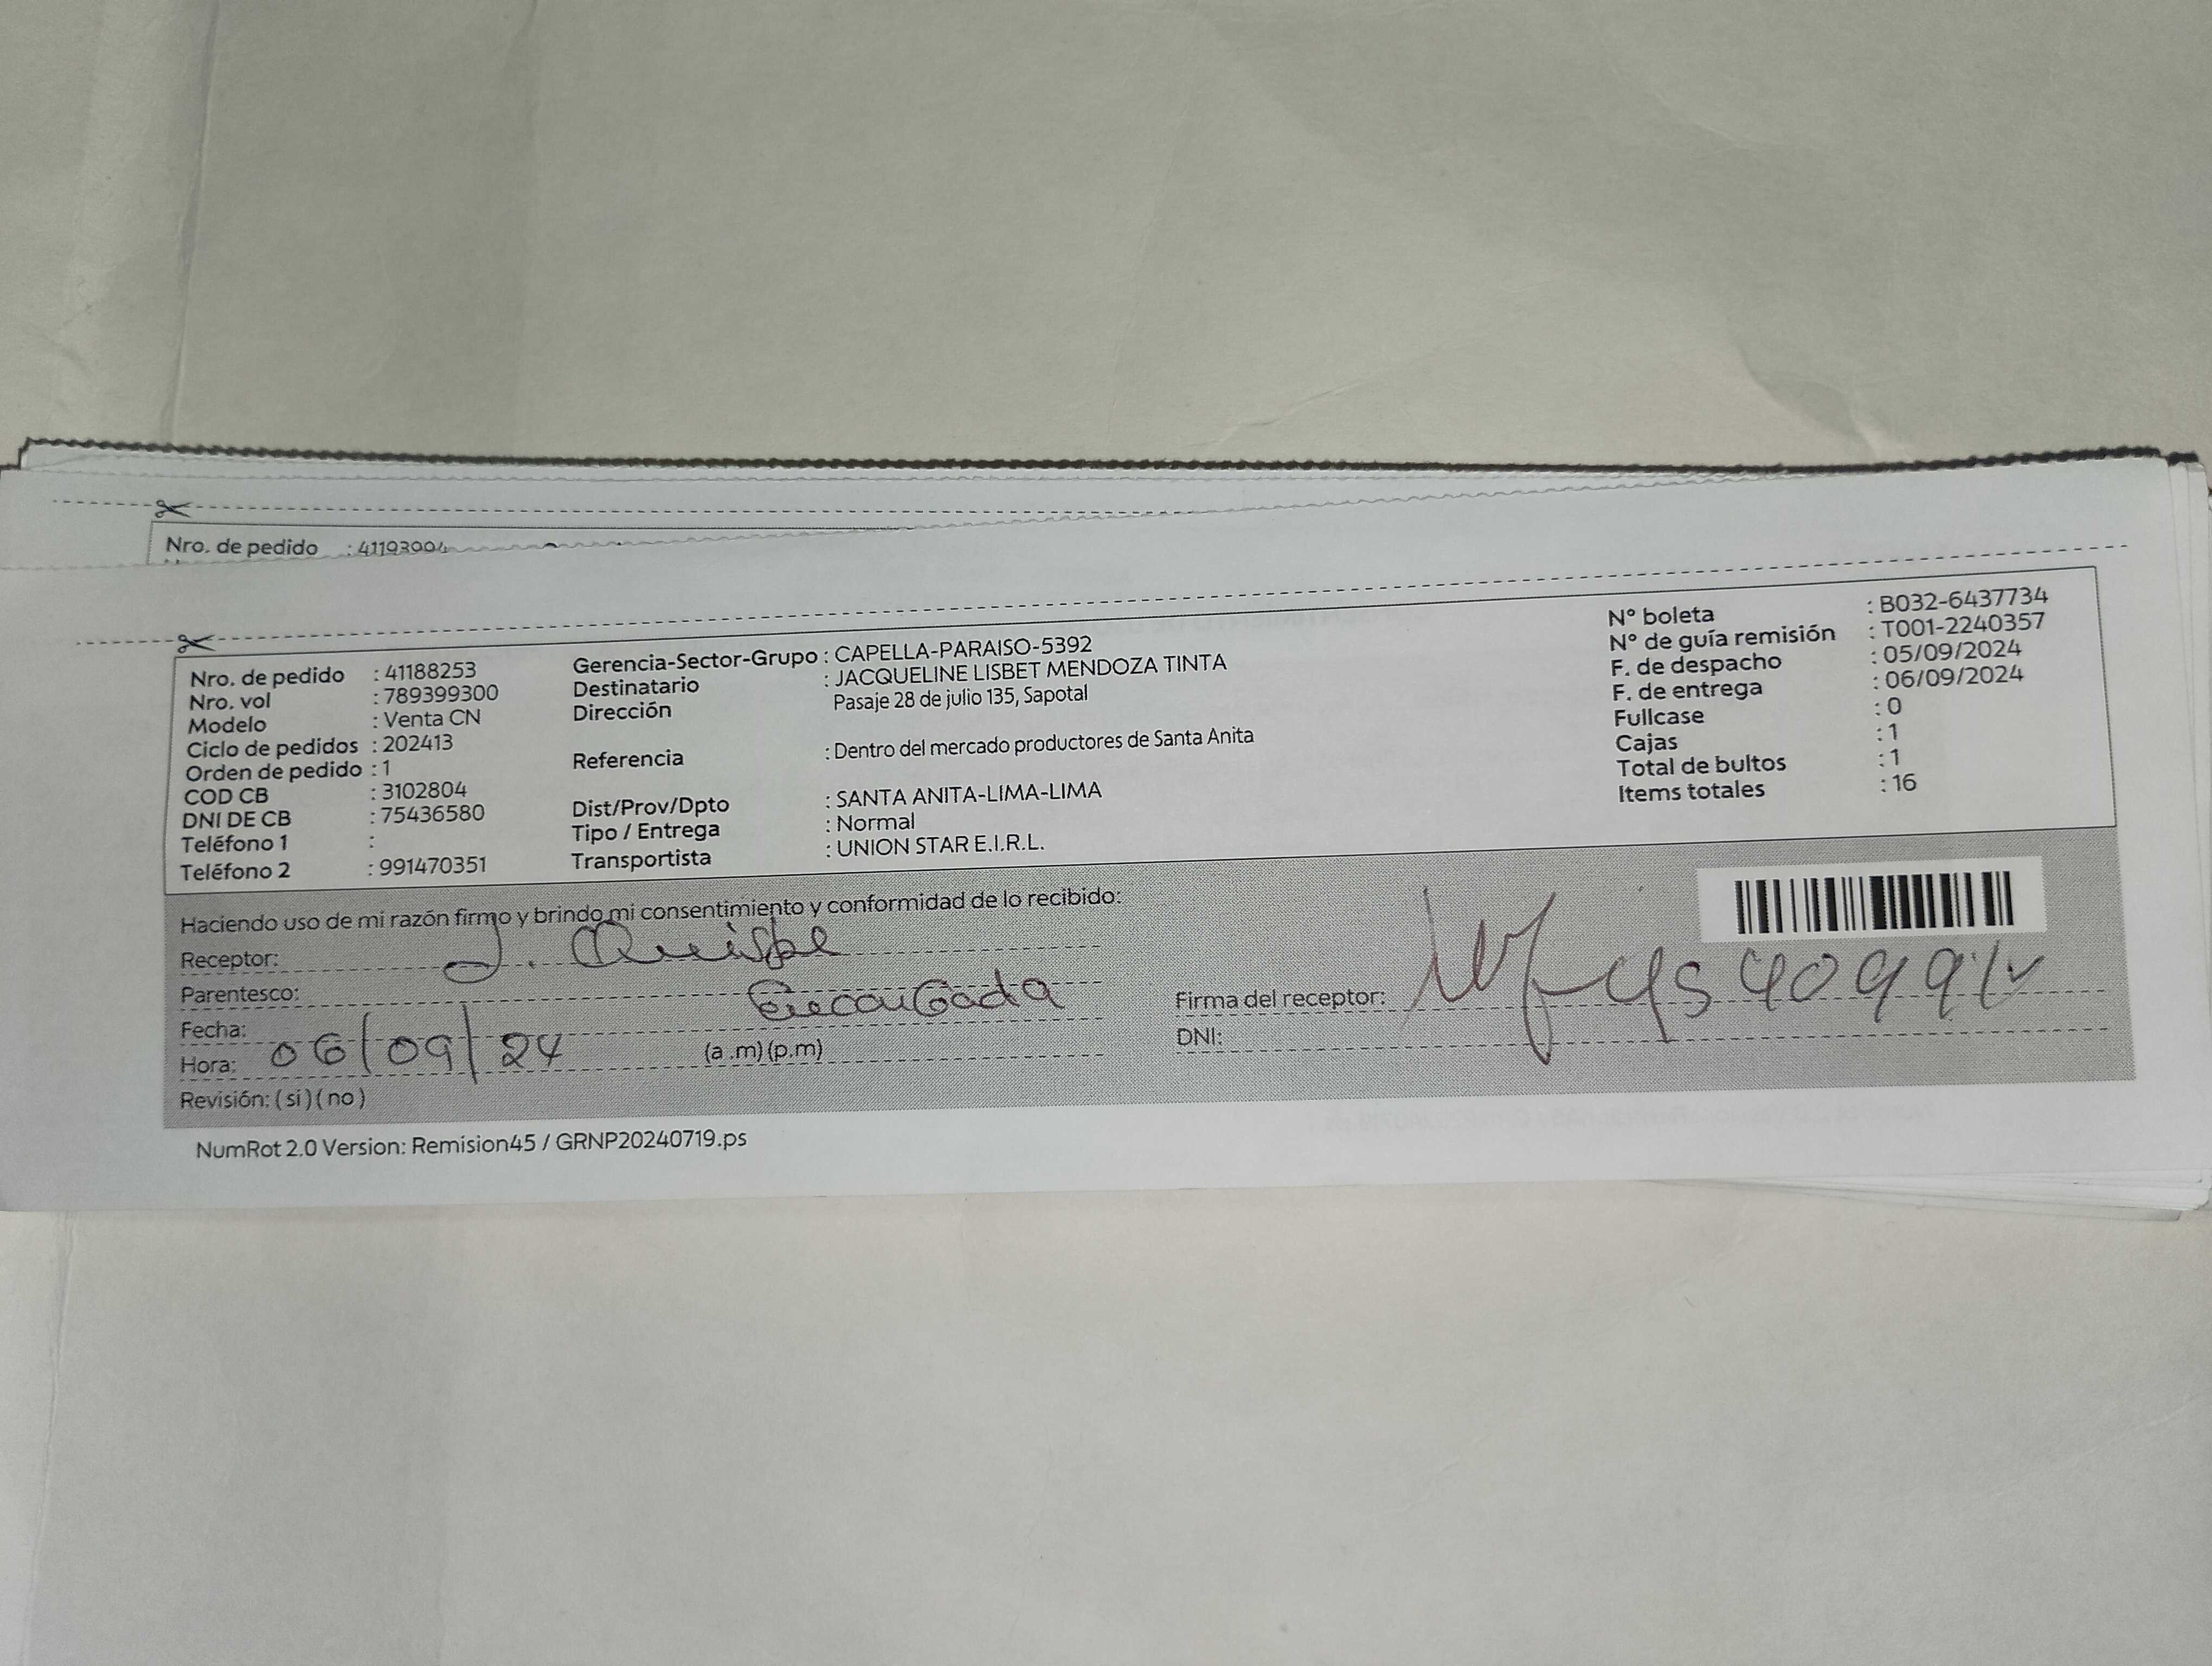 Nro. de pedido : 41193904
Nro. de pedido : 41188253
Nro. vol : 789399300
Modelo : Venta CN
Ciclo de pedidos : 202413
Orden de pedido : 1
COD CB : 3102804
DNI DE CB : 75436580
Teléfono 1 :
Teléfono 2 : 991470351
Gerencia-Sector-Grupo : CAPELLA-PARAISO-5392
Destinatario : JACQUELINE LISBET MENDOZA TINTA
Dirección Pasaje 28 de julio 135, Sapotal
Referencia : Dentro del mercado productores de Santa Anita
Dist/Prov/Dpto : SANTA ANITA-LIMA-LIMA
Tipo / Entrega : Normal
Transportista : UNION STAR E.I.R.L.
N° boleta : B032-6437734
N° de guía remisión : T001-2240357
F. de despacho : 05/09/2024
F. de entrega : 06/09/2024
Fullcase : 0
Cajas : 1
Total de bultos : 1
Items totales : 16
Haciendo uso de mi razón firmo y brindo mi consentimiento y conformidad de lo recibido:
Receptor: J. Quispe
Parentesco: Encargada
Fecha: 06/09/24
Hora: (a .m) (p.m)
Revisión: ( si ) ( no )
Firma del receptor:
DNI:
NumRot 2.0 Version: Remision45 / GRNP20240719.ps